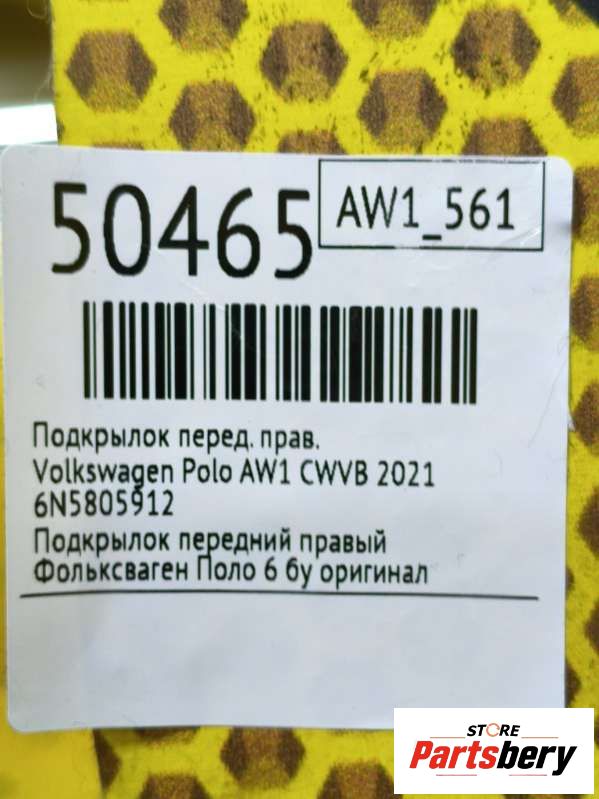 50465
AW1_561
Подкрылок перед. прав.
Volkswagen Polo AW1 CWVB 2021
6N5805912
Подкрылок передний правый
Фольксваген Поло 6 бу оригинал
STORE
Partsbery